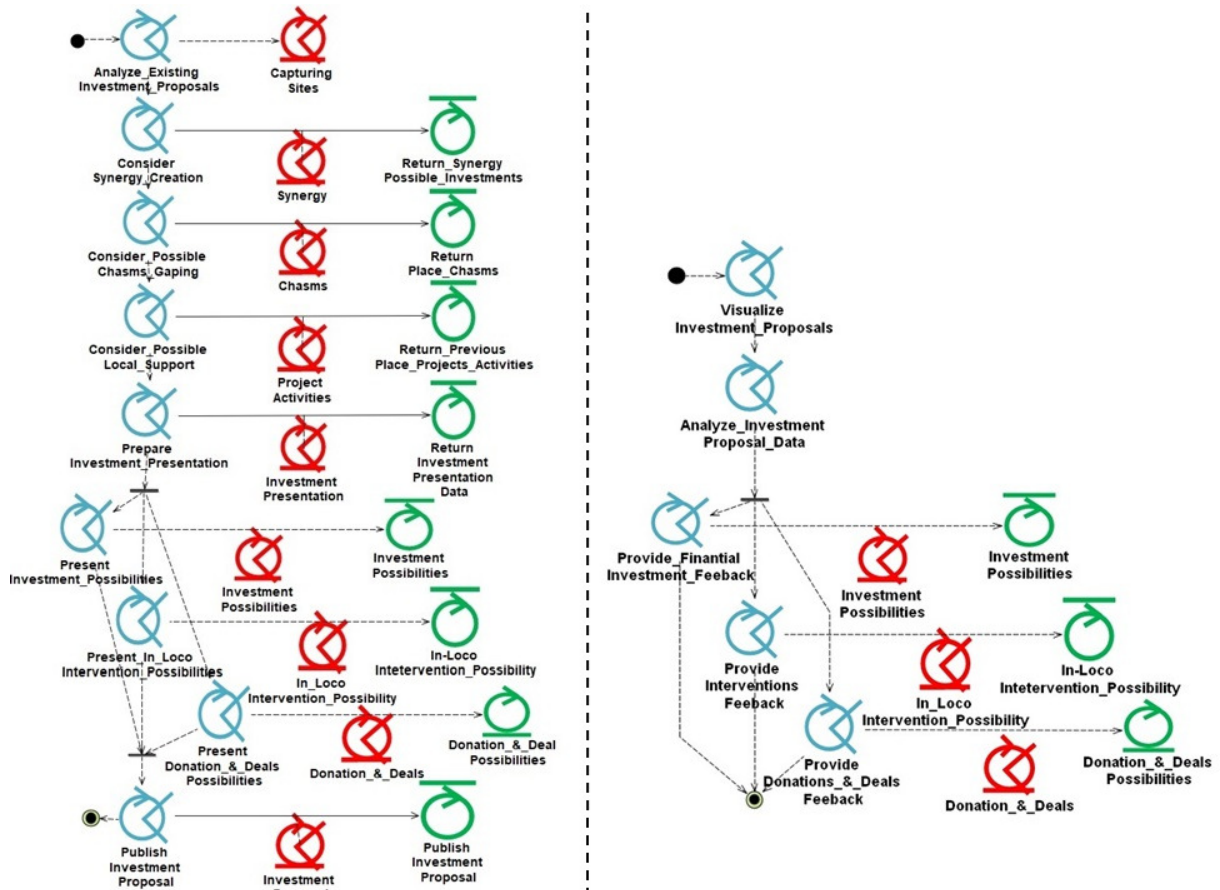 Analyze_Existing
Investment_Proposals
Capturing
Sites
Consider
Synergy_Creation
Synergy
Return_Synergy
Possible_Investments
Consider_Possible
Chasms_Gaping
Chasms
Return
Place_Chasms
Consider_Possible
Local_Support
Project
Activities
Return_Previous
Place_Projects_Activities
Prepare
Investment_Presentation
Investment
Presentation
Return
Investment
Presentation
Data
Present
Investment_Possibilities
Investment
Possibilities
Investment
Possibilities
Present_In_Loco
Intervention_Possibilities
In_Loco
Intervention_Possibility
In-Loco
Intetervention_Possibility
Present
Donation_&_Deals
Possibilities
Donation_&_Deals
Donation_&_Deal
Possibilities
Publish
Investment
Proposal
Investment
Publish
Investment
Proposal
Visualize
Investment_Proposals
Analyze_Investment
Proposal_Data
Provide_Finantial
Investment_Feeback
Investment
Possibilities
Investment
Possibilities
Provide
Interventions
Feeback
In_Loco
Intervention_Possibility
In-Loco
Intetervention_Possibility
Provide
Donations_&_Deals
Feeback
Donation_&_Deals
Donation_&_Deals
Possibilities